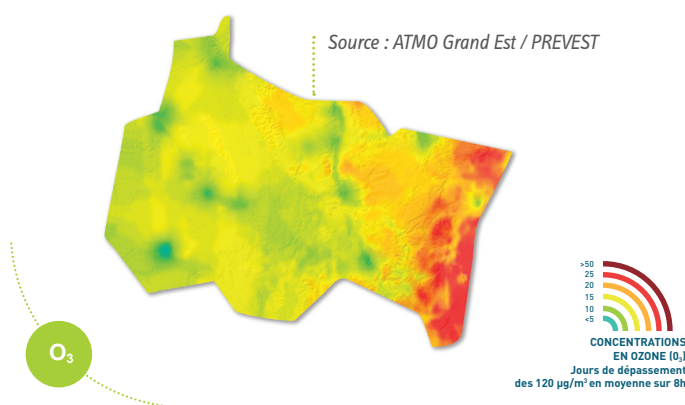 Source : ATMO Grand Est / PREVEST
>50
25
20
15
10
<5
CONCENTRATIONS
EN OZONE (0₃)
Jours de dépassement
des 120 µg/m³ en moyenne sur 8h
O₃